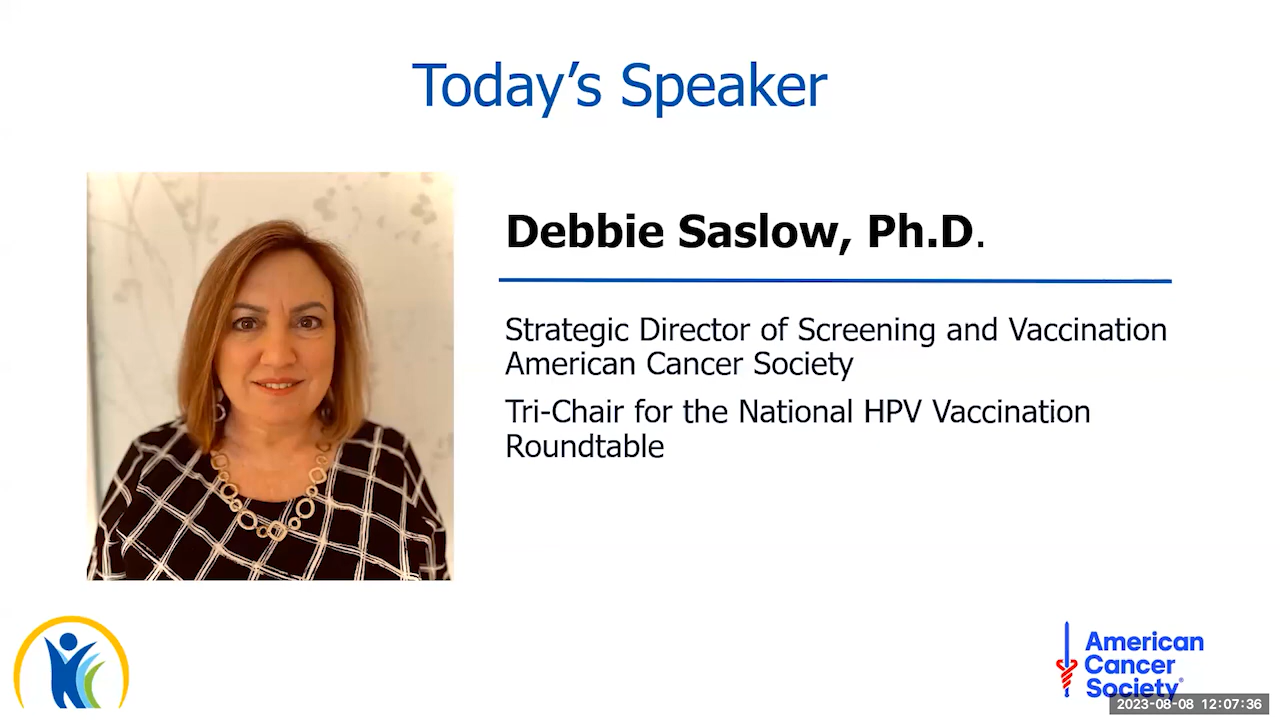 Today’s Speaker
Debbie Saslow, Ph.D.
Strategic Director of Screening and Vaccination
American Cancer Society
Tri-Chair for the National HPV Vaccination
Roundtable
American
Cancer
Society®
2023-08-08 12:07:36